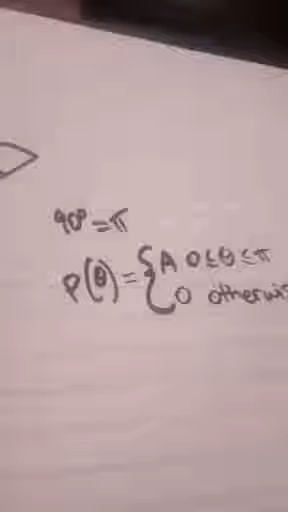 90° = π
P(θ) = { A 0 ≤ θ ≤ π
0 otherwis